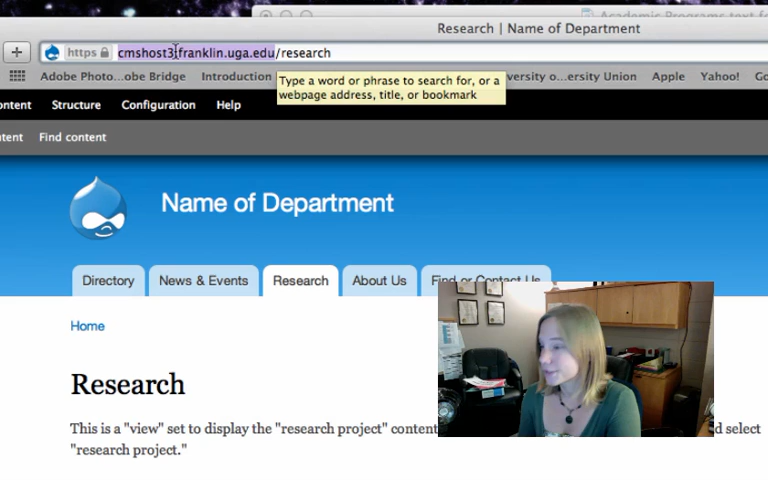 Academic Programs text f
Research | Name of Department
+ https cmshost3.franklin.uga.edu/research
Adobe Photo...obe Bridge Introduction versity o...ersity Union Apple Yahoo! Go
Type a word or phrase to search for, or a
webpage address, title, or bookmark
ontent Structure Configuration Help
tent Find content
Name of Department
Directory News & Events Research About Us Find or Contact Us
Home
Research
This is a "view" set to display the "research project" conten d select
"research project."